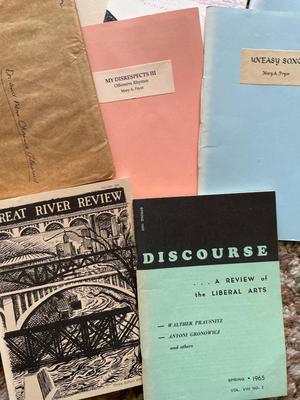 MY DISRESPECTS III
Offensive Rhymes
Mary A. Pryor
UNEASY SONG
Mary A. Pryor
EAT RIVER REVIEW
DISCOURSE
. . . A REVIEW of
the LIBERAL ARTS
— WALTHER PRAUSNITZ
— ANTONI GRONOWICZ
and others
SPRING • 1965
VOL. VIII NO. 2